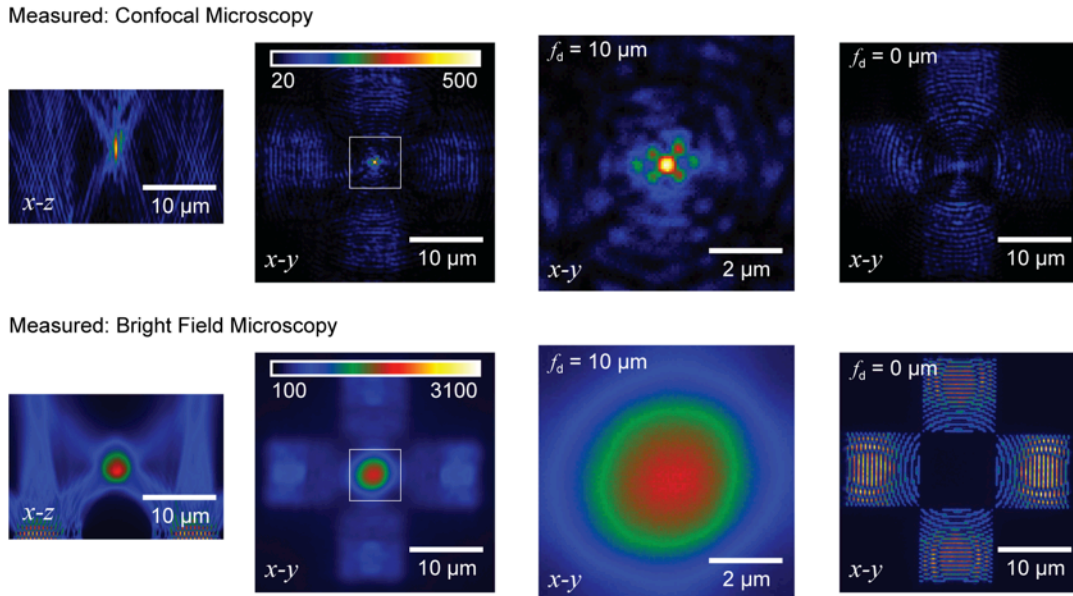 Measured: Confocal Microscopy
x-z
10 µm
20
500
x-y
10 µm
fd = 10 µm
x-y
2 µm
fd = 0 µm
x-y
10 µm
Measured: Bright Field Microscopy
x-z
10 µm
100
3100
x-y
10 µm
fd = 10 µm
x-y
2 µm
fd = 0 µm
x-y
10 µm